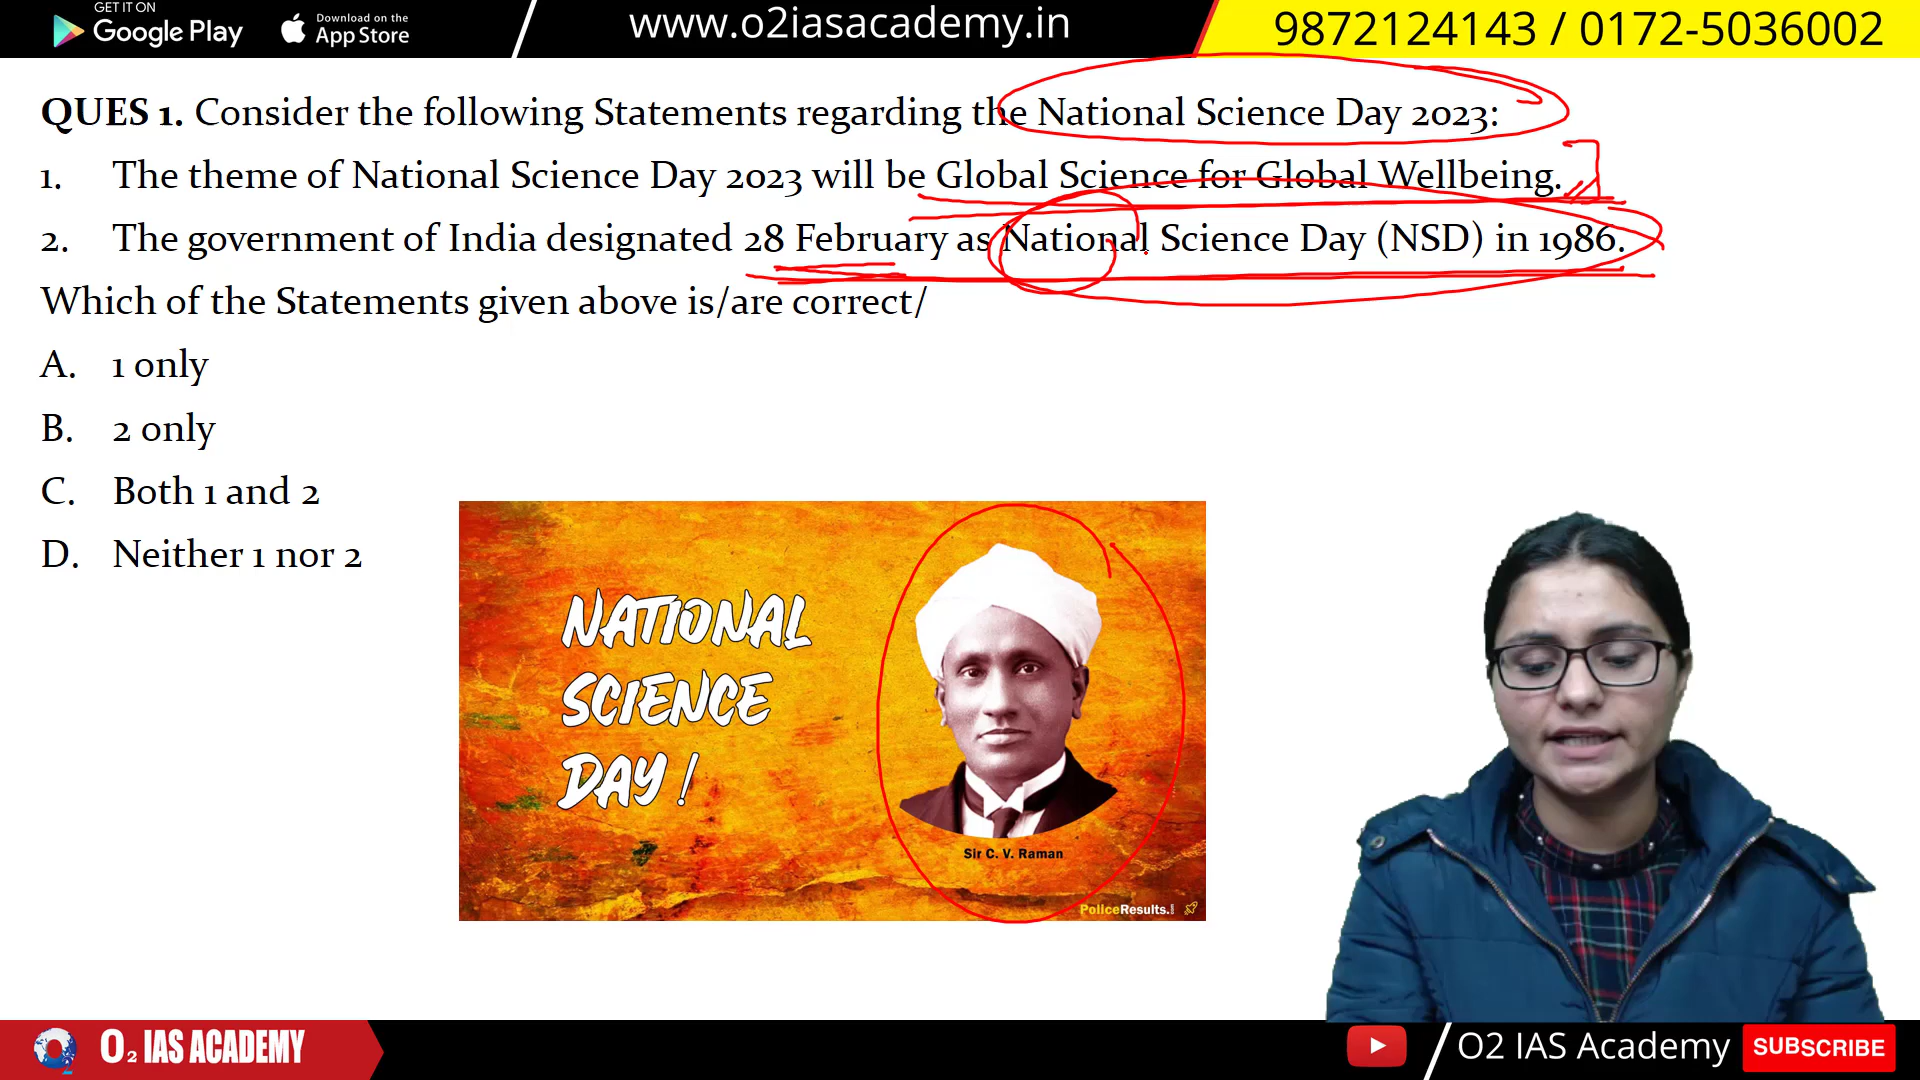 GET IT ON
Google Play
Download on the
App Store
www.o2iasacademy.in
9872124143 / 0172-5036002
QUES 1. Consider the following Statements regarding the National Science Day 2023:
1. The theme of National Science Day 2023 will be Global Science for Global Wellbeing.
2. The government of India designated 28 February as National Science Day (NSD) in 1986.
Which of the Statements given above is/are correct/
A. 1 only
B. 2 only
C. Both 1 and 2
D. Neither 1 nor 2
NATIONAL
SCIENCE
DAY!
Sir C. V. Raman
PoliceResults.com
O2 IAS ACADEMY
O2 IAS Academy
SUBSCRIBE